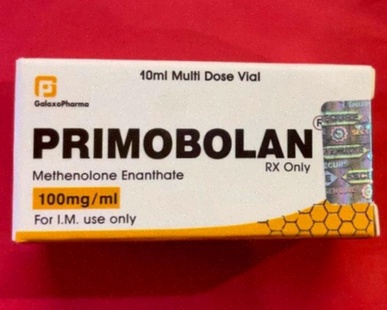 10ml Multi Dose Vial
GalaxoPharma
PRIMOBOLAN
®
RX Only
Methenolone Enanthate
100mg/ml
For I.M. use only